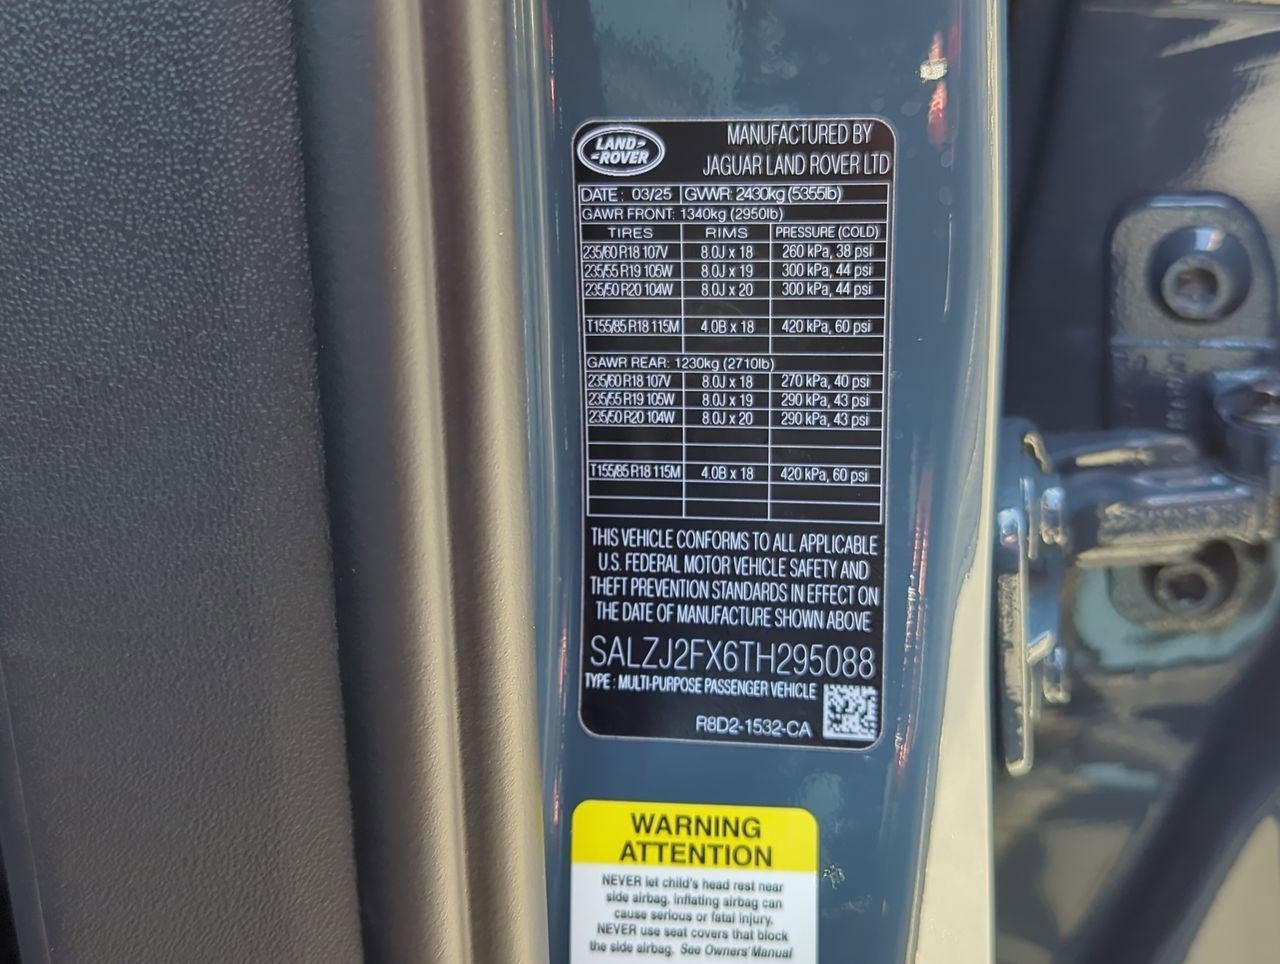 LAND-
-ROVER
MANUFACTURED BY
JAGUAR LAND ROVER LTD
DATE : 03/25 GVWR: 2430kg (5355lb)
GAWR FRONT: 1340kg (2950lb)
TIRES RIMS PRESSURE (COLD)
235/60 R18 107V 8.0J x 18 260 kPa, 38 psi
235/55 R19 105W 8.0J x 19 300 kPa, 44 psi
235/50 R20 104W 8.0J x 20 300 kPa, 44 psi
T155/85 R18 115M 4.0B x 18 420 kPa, 60 psi
GAWR REAR: 1230kg (2710lb)
235/60 R18 107V 8.0J x 18 270 kPa, 40 psi
235/55 R19 105W 8.0J x 19 290 kPa, 43 psi
235/50 R20 104W 8.0J x 20 290 kPa, 43 psi
T155/85 R18 115M 4.0B x 18 420 kPa, 60 psi
THIS VEHICLE CONFORMS TO ALL APPLICABLE
U.S. FEDERAL MOTOR VEHICLE SAFETY AND
THEFT PREVENTION STANDARDS IN EFFECT ON
THE DATE OF MANUFACTURE SHOWN ABOVE
SALZJ2FX6TH295088
TYPE : MULTI-PURPOSE PASSENGER VEHICLE
R8D2-1532-CA
WARNING
ATTENTION
NEVER let child's head rest near
side airbag. Inflating airbag can
cause serious or fatal injury.
NEVER use seat covers that block
the side airbag. See Owners' Manual